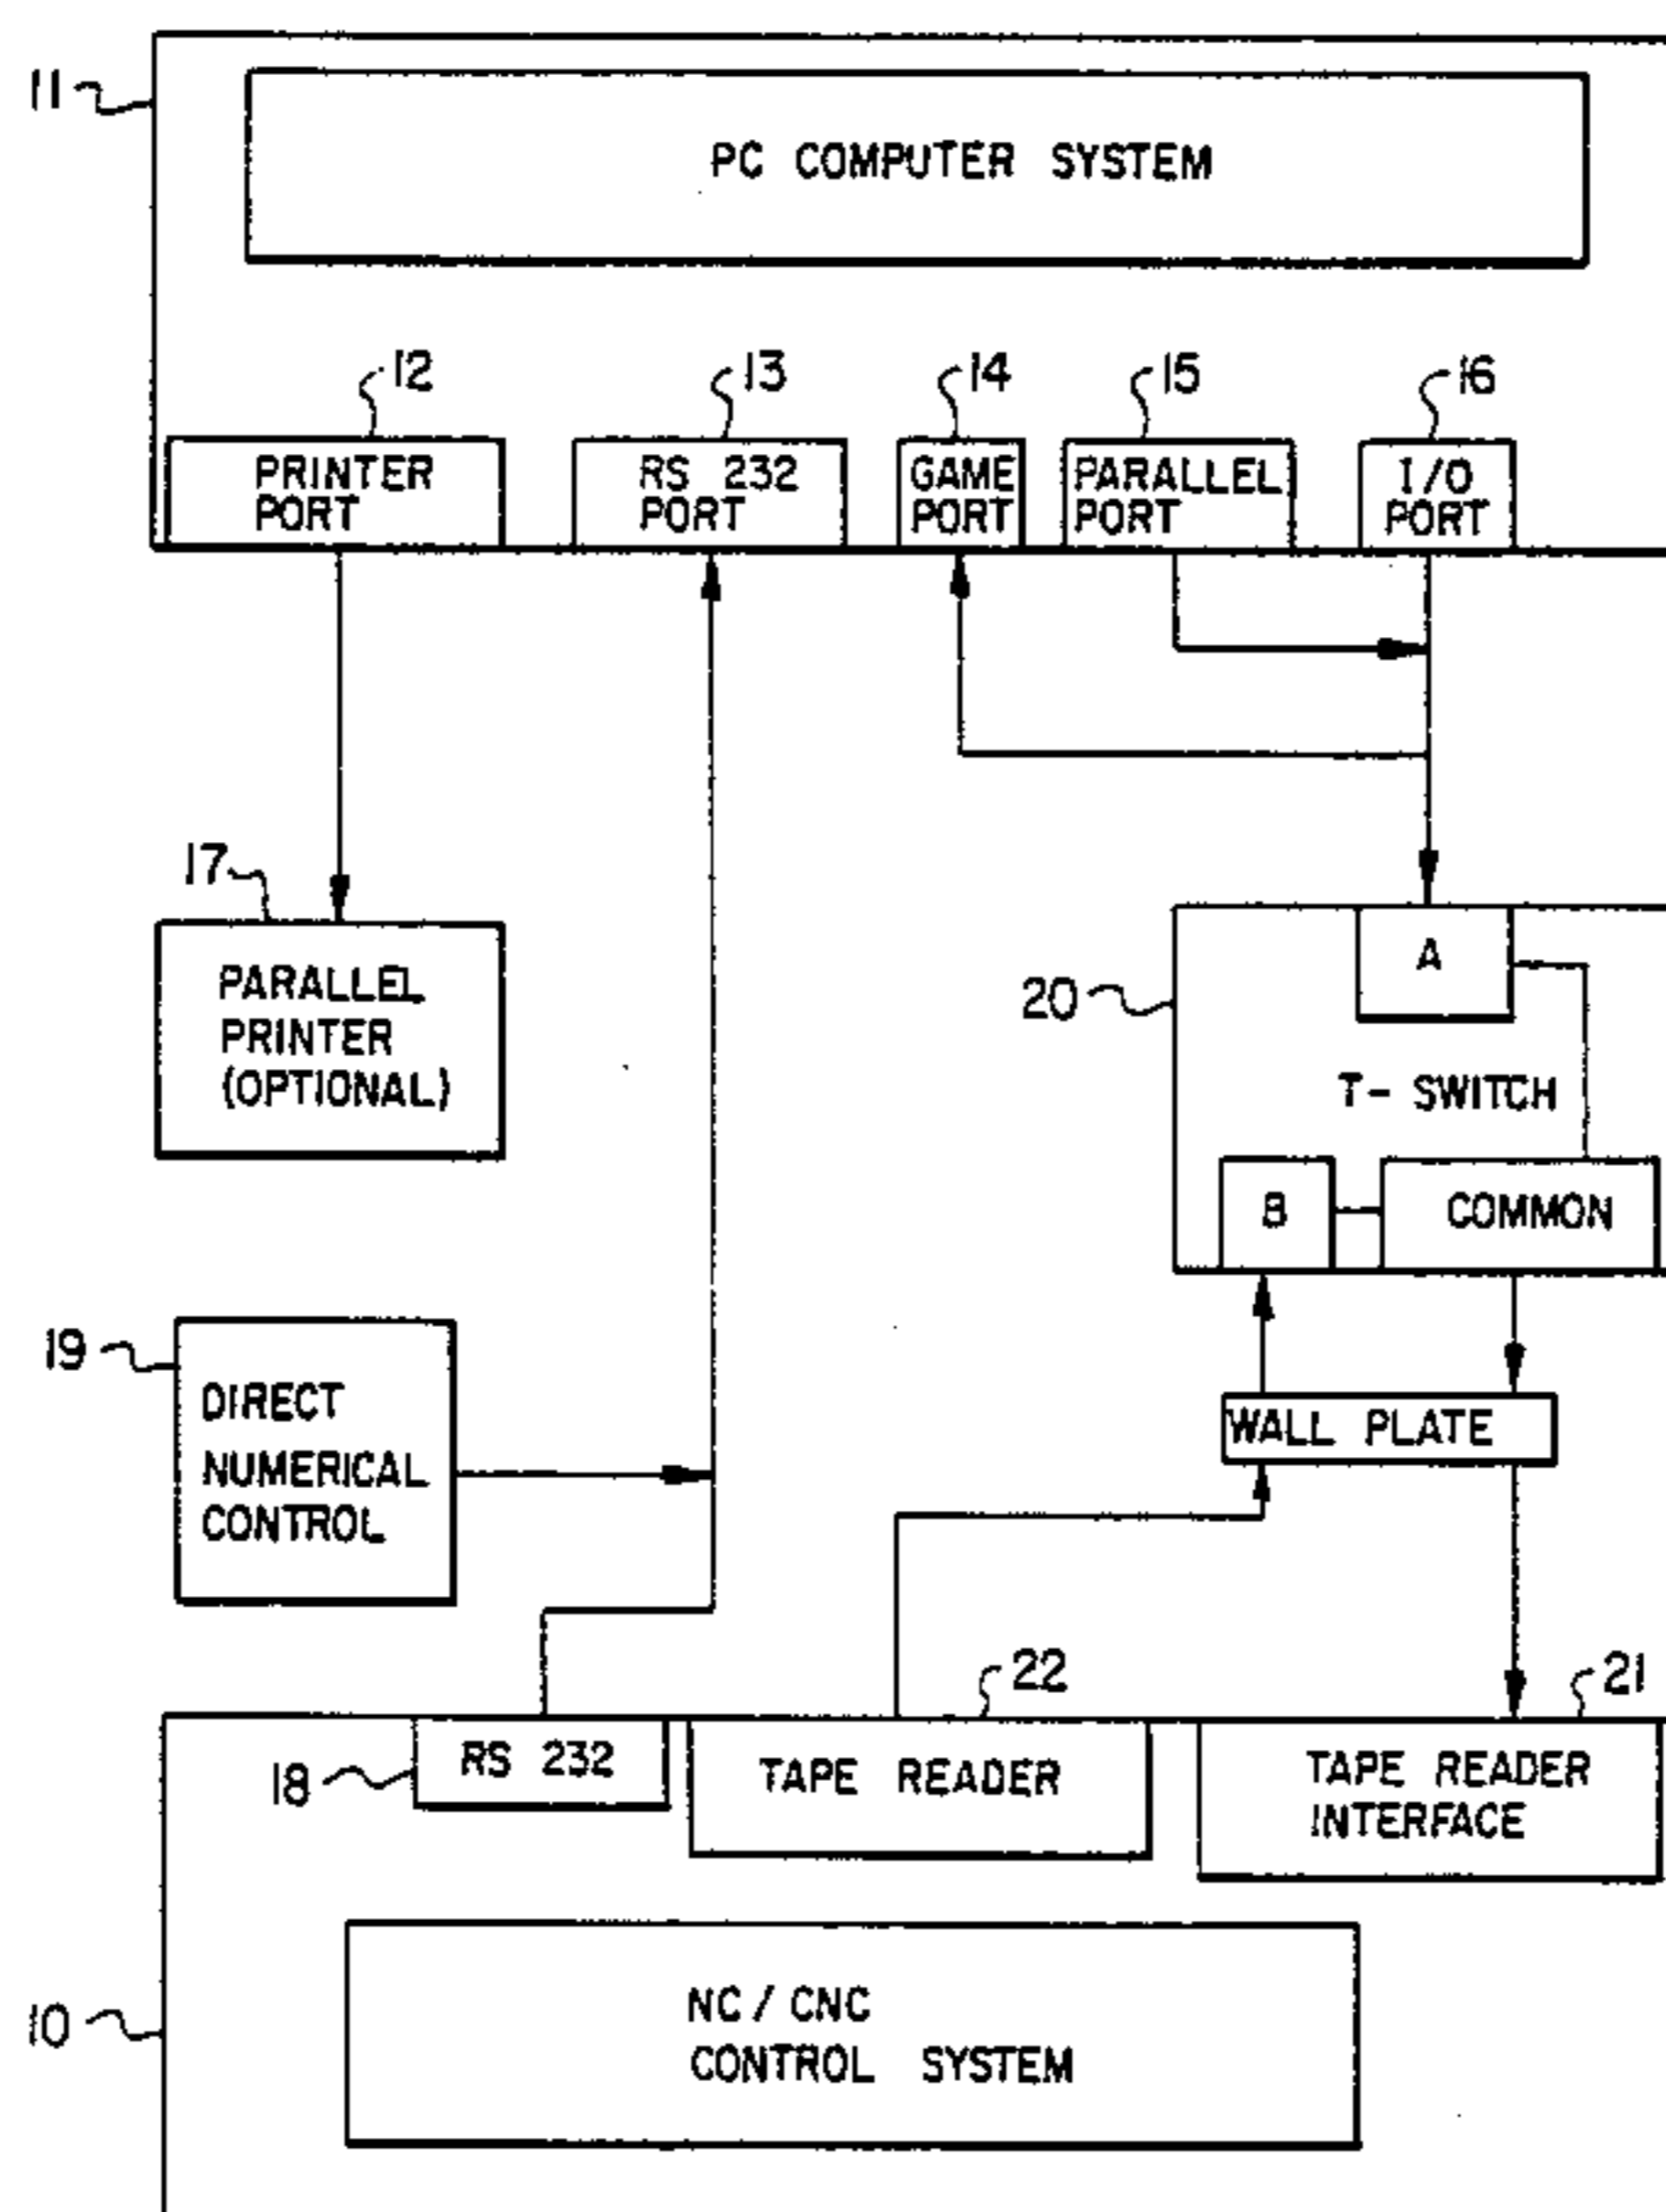 11
PC COMPUTER SYSTEM
12
13
14
15
16
PRINTER
PORT
RS 232
PORT
GAME
PORT
PARALLEL
PORT
I/O
PORT
17
PARALLEL
PRINTER
(OPTIONAL)
20
A
T- SWITCH
B
COMMON
19
DIRECT
NUMERICAL
CONTROL
WALL PLATE
22
21
18
RS 232
TAPE READER
TAPE READER
INTERFACE
10
NC / CNC
CONTROL SYSTEM